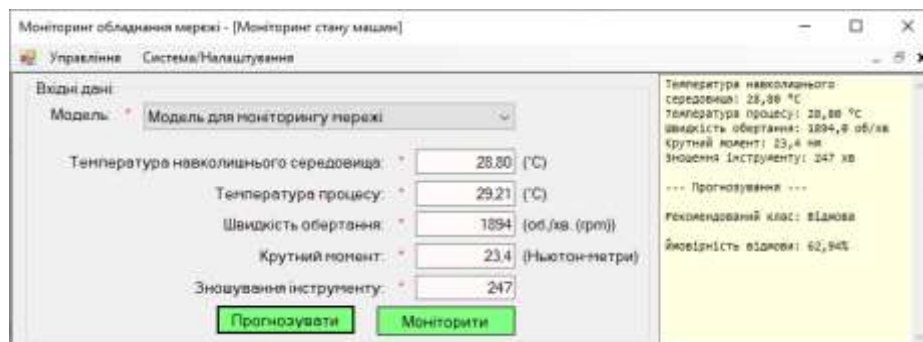 Моніторинг обладнання мережі - [Моніторинг стану машин]
Управління Система/Налаштування
Вхідні дані
Модель: * Модель для моніторингу мережі
Температура навколишнього середовища: * 28.80 (°C)
Температура процесу: * 29,21 (°C)
Швидкість обертання: * 1894 (об./хв. (rpm))
Крутний момент: * 23,4 (Ньютон-метри)
Зношування інструменту: * 247
Прогнозувати Моніторити
Температура навколишнього
середовища: 28,80 °C
Температура процесу: 28,80 °C
Швидкість обертання: 1894,0 об/хв
Крутний момент: 23,4 нм
Зношення інструменту: 247 хв
--- Прогнозування ---
Рекомендований клас: Відмова
Ймовірність відмови: 62,94%